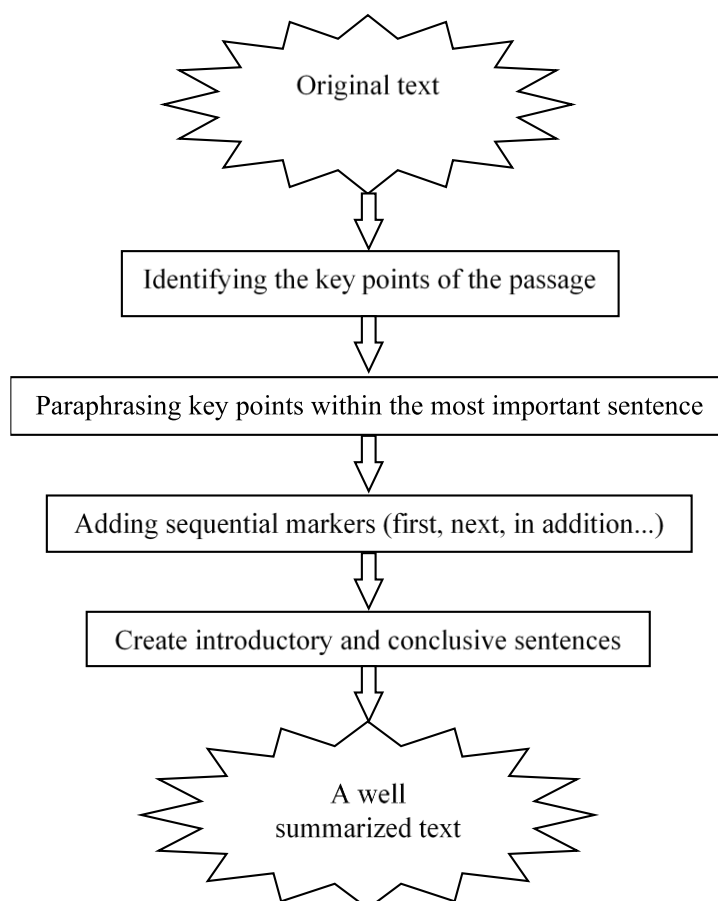 Original text
Identifying the key points of the passage
Paraphrasing key points within the most important sentence
Adding sequential markers (first, next, in addition...)
Create introductory and conclusive sentences
A well
summarized text